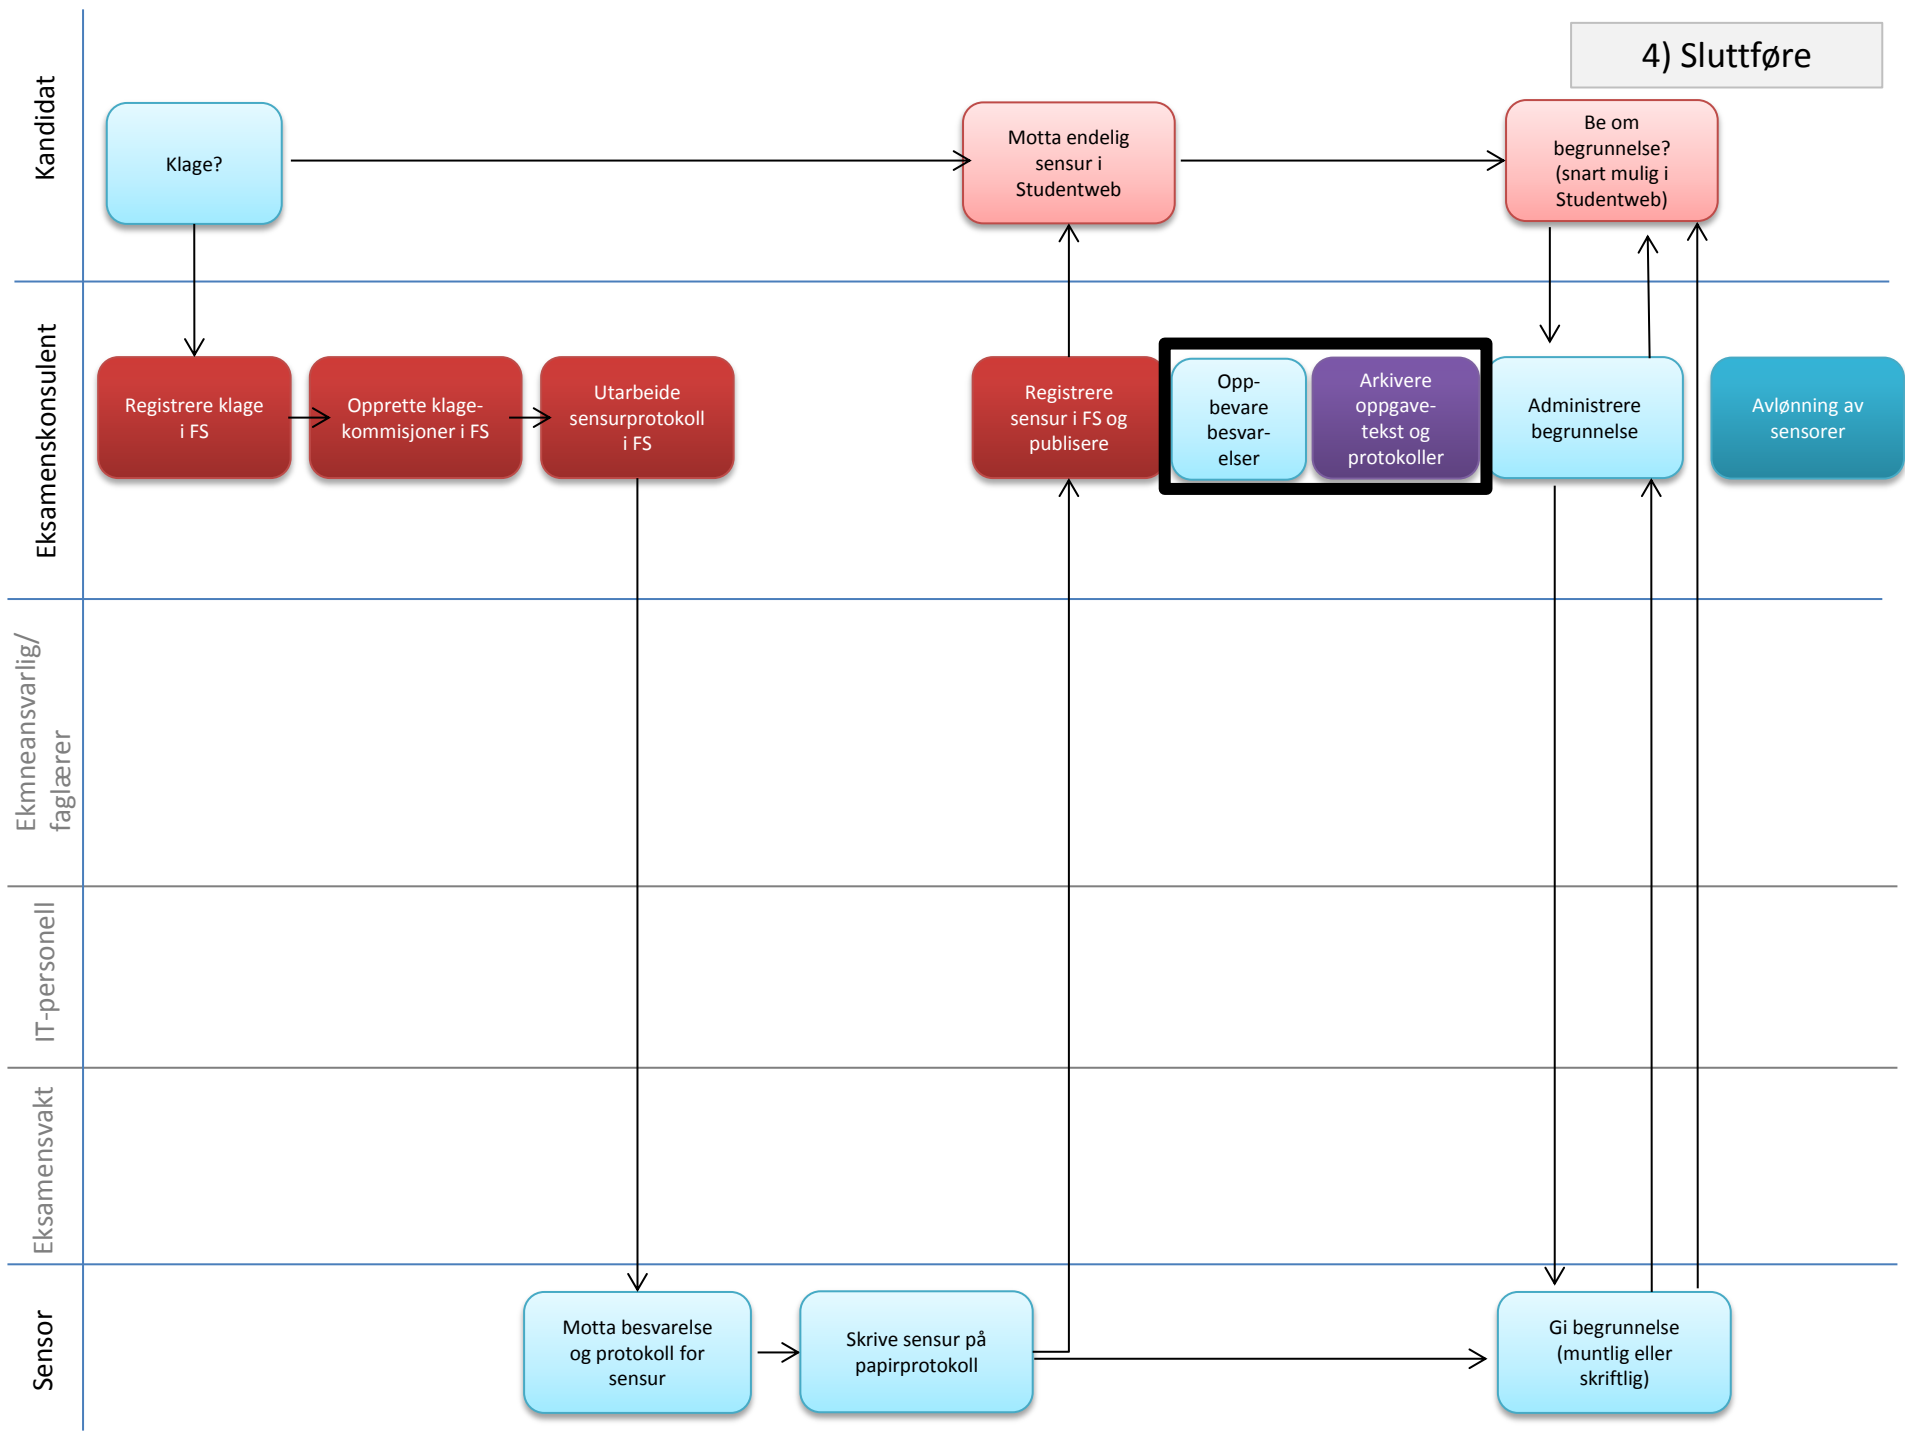 4) Sluttføre
Kandidat
Klage?
Motta endelig
sensur i
Studentweb
Be om
begrunnelse?
(snart mulig i
Studentweb)
Eksamenskonsulent
Registrere klage
i FS
Opprette klage-
kommisjoner i FS
Utarbeide
sensurprotokoll
i FS
Registrere
sensur i FS og
publisere
Opp-
bevare
besvar-
elser
Arkivere
oppgave-
tekst og
protokoller
Administrere
begrunnelse
Avlønning av
sensorer
Ekmneansvarlig/
faglærer
IT-personell
Eksamensvakt
Sensor
Motta besvarelse
og protokoll for
sensur
Skrive sensur på
papirprotokoll
Gi begrunnelse
(muntlig eller
skriftlig)